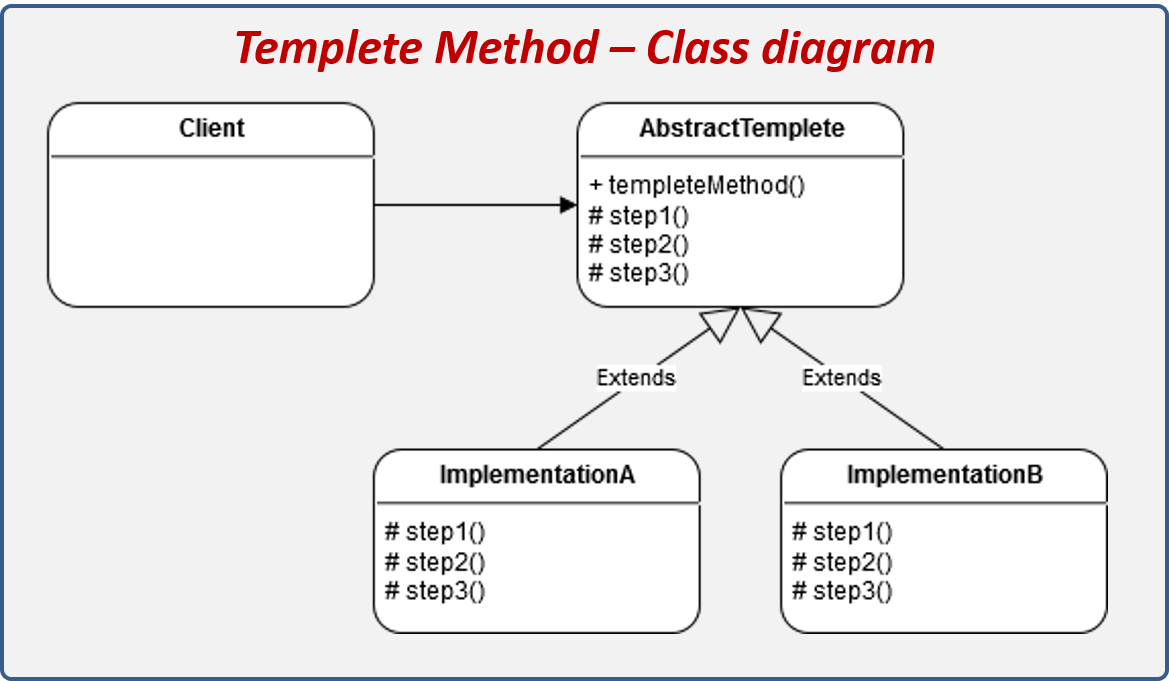 Templete Method – Class diagram
Client
AbstractTemplete
+ templeteMethod()
# step1()
# step2()
# step3()
Extends
Extends
ImplementationA
# step1()
# step2()
# step3()
ImplementationB
# step1()
# step2()
# step3()